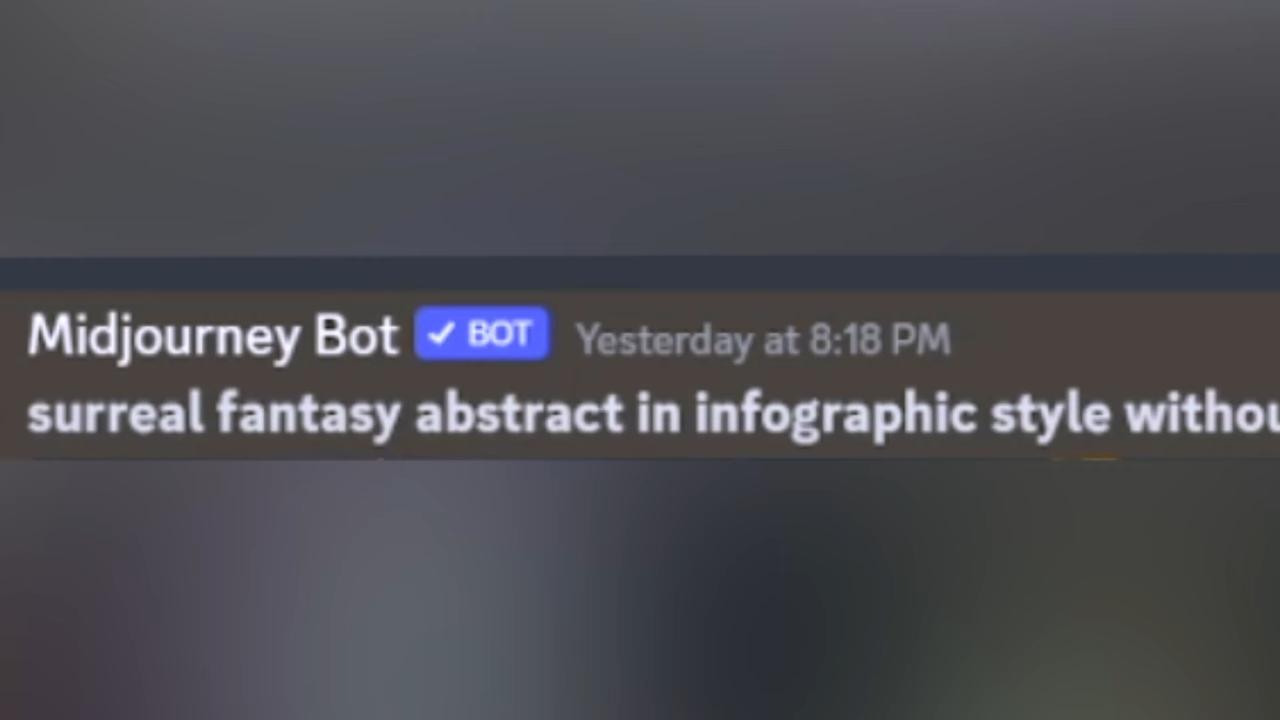 Midjourney Bot ✓ BOT Yesterday at 8:18 PM
surreal fantasy abstract in infographic style